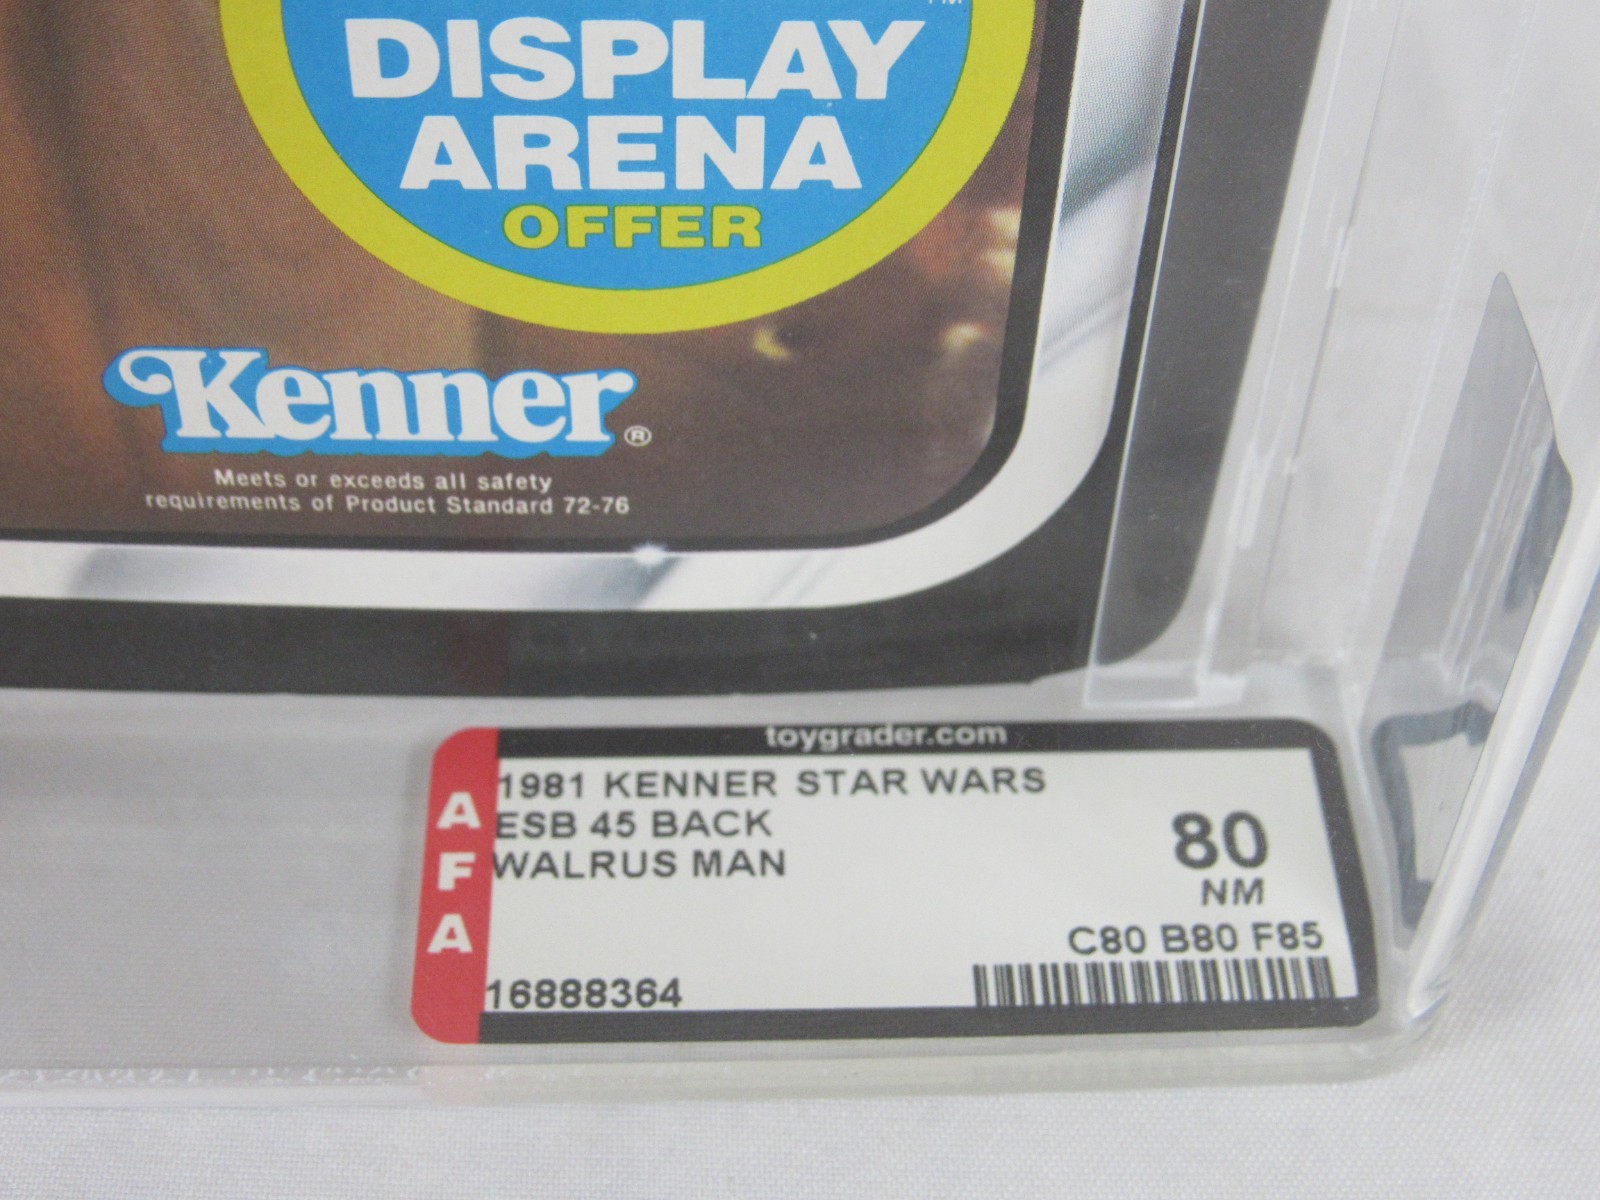 DISPLAY
ARENA
OFFER
Kenner®
Meets or exceeds all safety
requirements of Product Standard 72-76
toygrader.com
AFA
1981 KENNER STAR WARS
ESB 45 BACK
WALRUS MAN
80
NM
C80 B80 F85
16888364